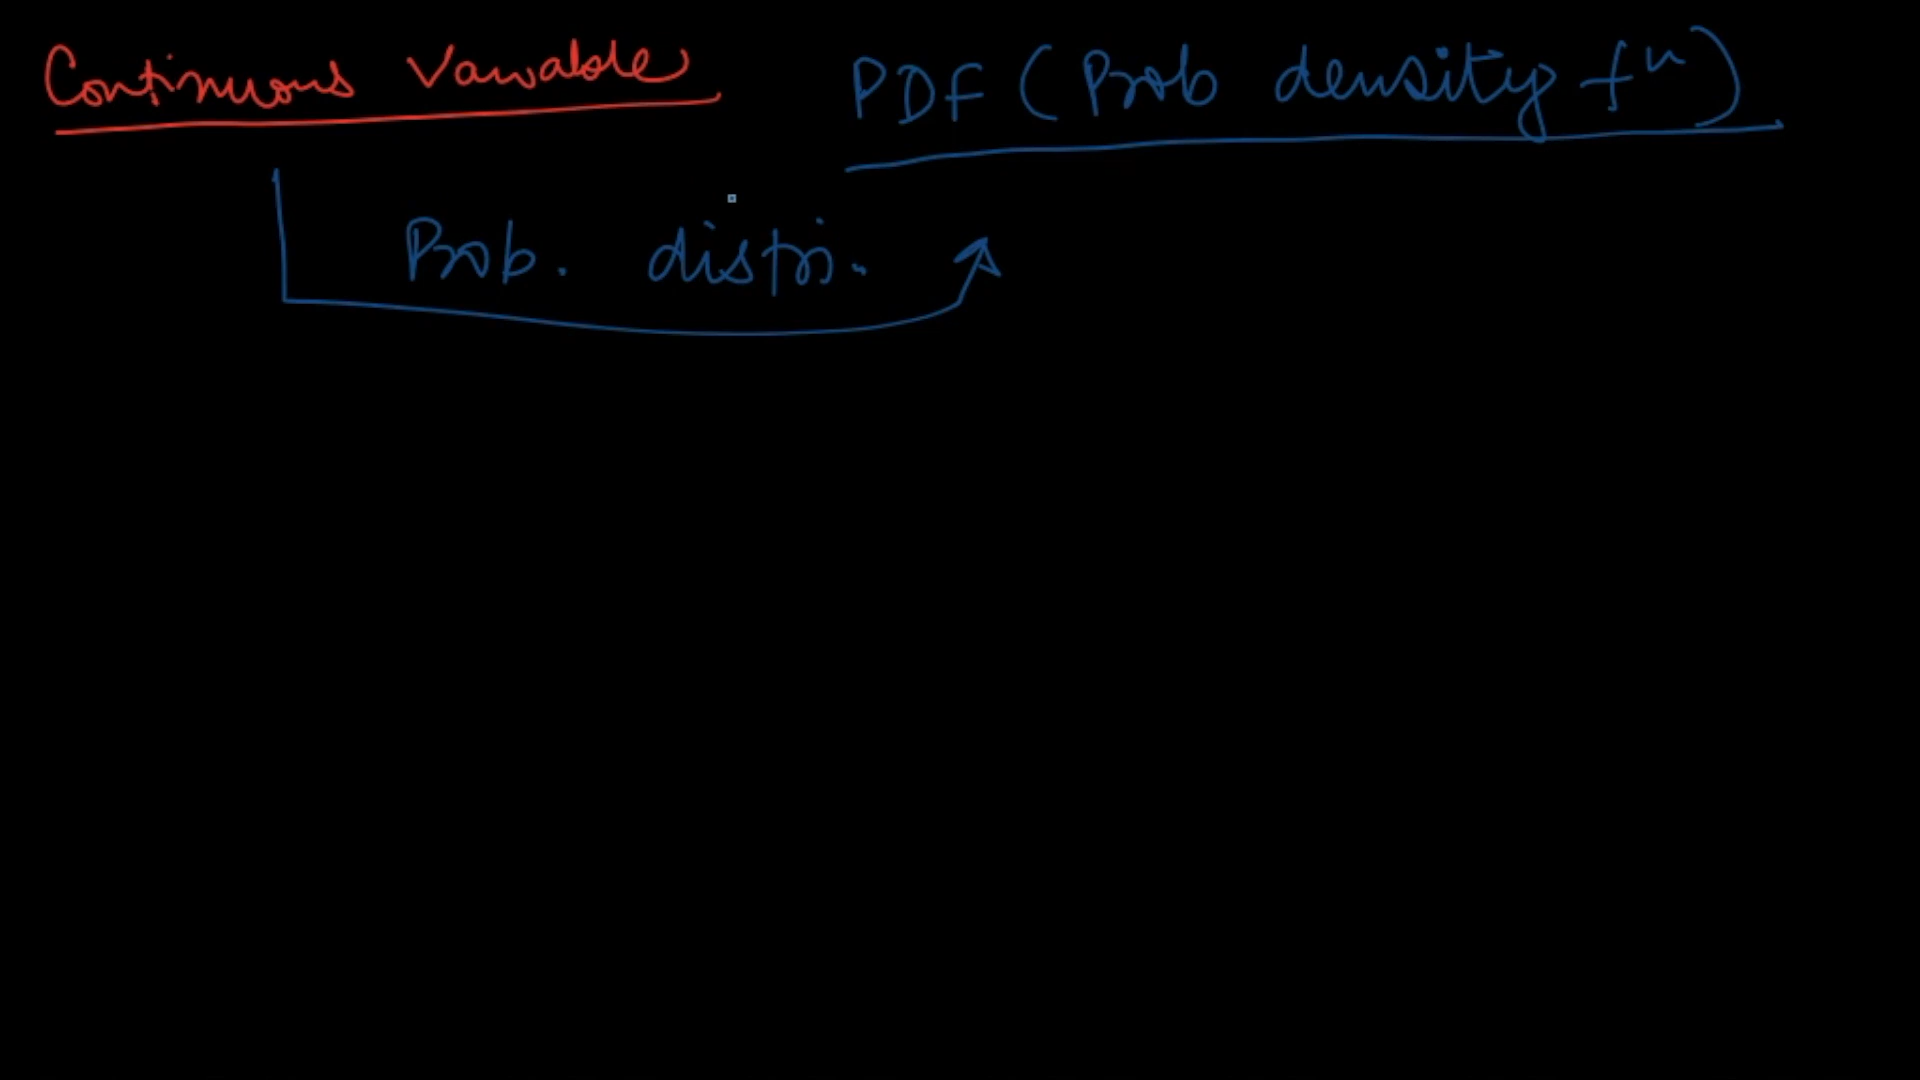 Continuous Variable PDF (Prob density fⁿ)
Prob. distri.